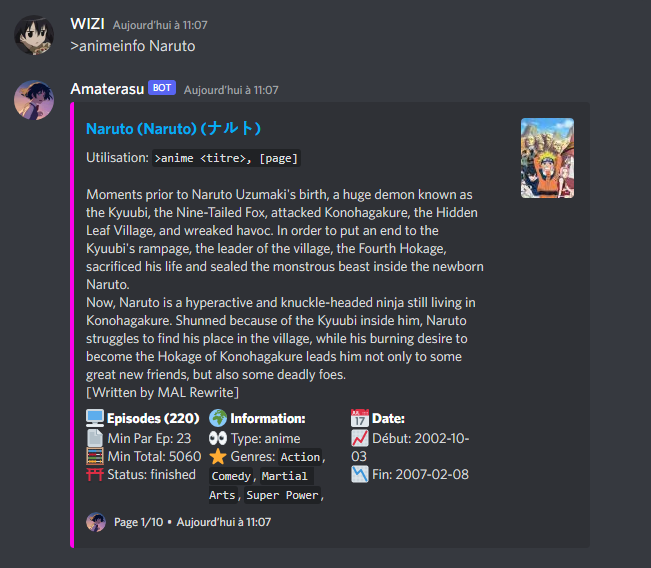 WIZI Aujourd'hui à 11:07
>animeinfo Naruto
Amaterasu BOT Aujourd'hui à 11:07
Naruto (Naruto) (ナルト)
Utilisation: >anime <titre>, [page]
Moments prior to Naruto Uzumaki's birth, a huge demon known as
the Kyuubi, the Nine-Tailed Fox, attacked Konohagakure, the Hidden
Leaf Village, and wreaked havoc. In order to put an end to the
Kyuubi's rampage, the leader of the village, the Fourth Hokage,
sacrificed his life and sealed the monstrous beast inside the newborn
Naruto.
Now, Naruto is a hyperactive and knuckle-headed ninja still living in
Konohagakure. Shunned because of the Kyuubi inside him, Naruto
struggles to find his place in the village, while his burning desire to
become the Hokage of Konohagakure leads him not only to some
great new friends, but also some deadly foes.
[Written by MAL Rewrite]
Episodes (220)
Min Par Ep: 23
Min Total: 5060
Status: finished
Information:
Type: anime
Genres: Action,
Comedy, Martial
Arts, Super Power,
JUL
17
Date:
Début: 2002-10-
03
Fin: 2007-02-08
Page 1/10 • Aujourd'hui à 11:07